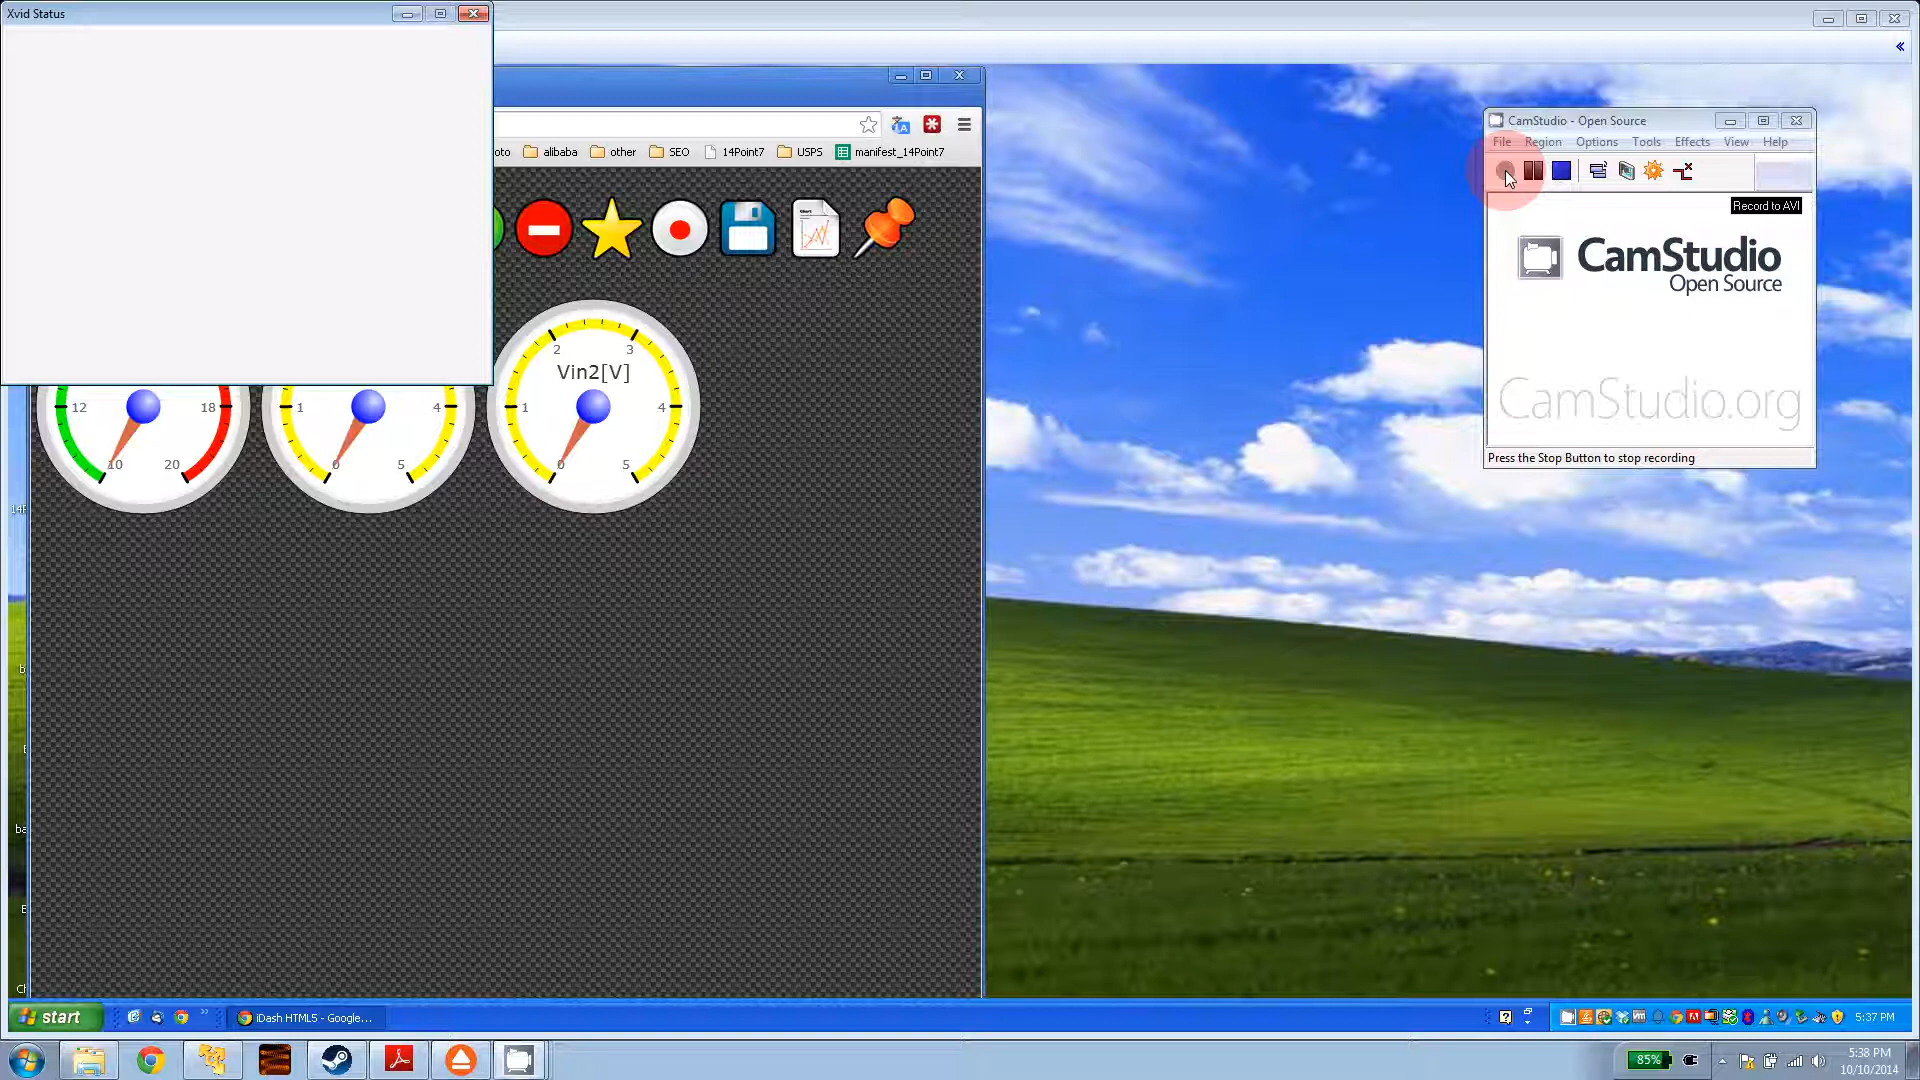 Xvid Status
oto
alibaba
other
SEO
14Point7
USPS
manifest_14Point7
2
3
Vin2[V]
1
4
0
5
12
18
10
20
1
4
0
5
CamStudio - Open Source
File
Region
Options
Tools
Effects
View
Help
Record to AVI
CamStudio
Open Source
CamStudio.org
Press the Stop Button to stop recording
start
iDash HTML5 - Google...
5:37 PM
85%
5:38 PM
10/10/2014